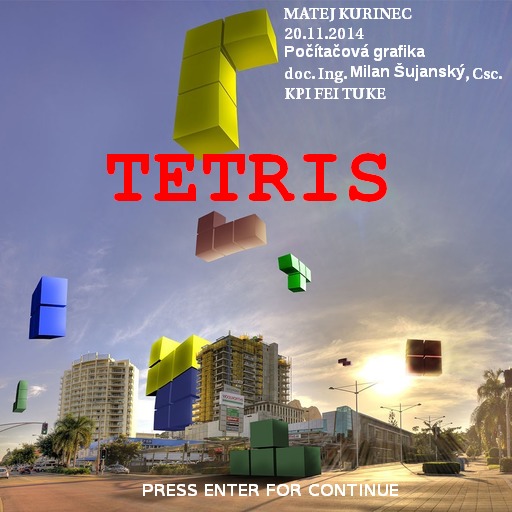 MATEJ KURINEC
20.11.2014
Počítačová grafika
doc. Ing. Milan Šujanský, Csc.
KPI FEI TUKE
TETRIS
PRESS ENTER FOR CONTINUE